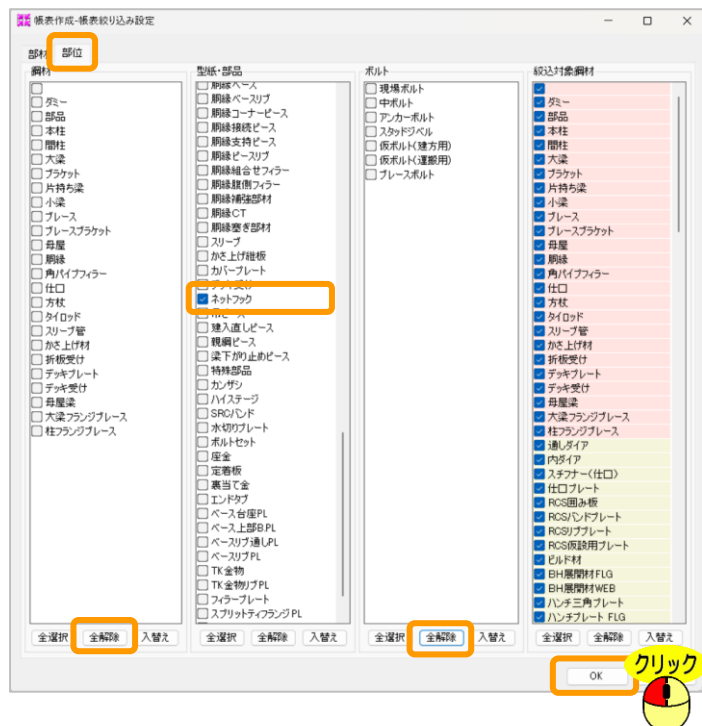 帳表作成-帳表絞り込み設定
部材
部位
鋼材
ダミー
部品
本柱
間柱
大梁
ブラケット
片持ち梁
小梁
ブレース
ブレースブラケット
母屋
胴縁
角パイプフィラー
仕口
方杖
タイロッド
スリーブ管
かさ上げ材
折板受け
デッキプレート
デッキ受け
母屋梁
大梁フランジブレース
柱フランジブレース
全選択 全解除 入替え
型紙・部品
胴縁ベース
胴縁ベースリブ
胴縁コーナーピース
胴縁接続ピース
胴縁支持ピース
胴縁ピースリブ
胴縁組合せフィラー
胴縁腹側フィラー
胴縁補強部材
胴縁CT
胴縁塞ぎ部材
スリーブ
かさ上げ継板
カバープレート
ネットフック
建入直しピース
親綱ピース
梁下がり止めピース
特殊部品
カンザシ
ハイステージ
SRCバンド
水切りプレート
ボルトセット
座金
定着板
裏当て金
エンドタブ
ベース台座PL
ベース上部B.PL
ベースリブ通しPL
ベースリブPL
TK金物
TK金物リブPL
フィラープレート
スプリットティフランジPL
全選択 全解除 入替え
ボルト
現場ボルト
中ボルト
アンカーボルト
スタッドジベル
仮ボルト(建方用)
仮ボルト(運搬用)
ブレースボルト
全選択 全解除 入替え
絞込対象鋼材
ダミー
部品
本柱
間柱
大梁
ブラケット
片持ち梁
小梁
ブレース
ブレースブラケット
母屋
胴縁
角パイプフィラー
仕口
方杖
タイロッド
スリーブ管
かさ上げ材
折板受け
デッキプレート
デッキ受け
母屋梁
大梁フランジブレース
柱フランジブレース
通しダイア
内ダイア
スチフナー(仕口)
仕口プレート
RCS囲み板
RCSバンドプレート
RCSリブプレート
RCS仮設用プレート
ビルド材
BH展開材FLG
BH展開材WEB
ハンチ三角プレート
ハンチプレート FLG
全選択 全解除 入替え
OK
クリック